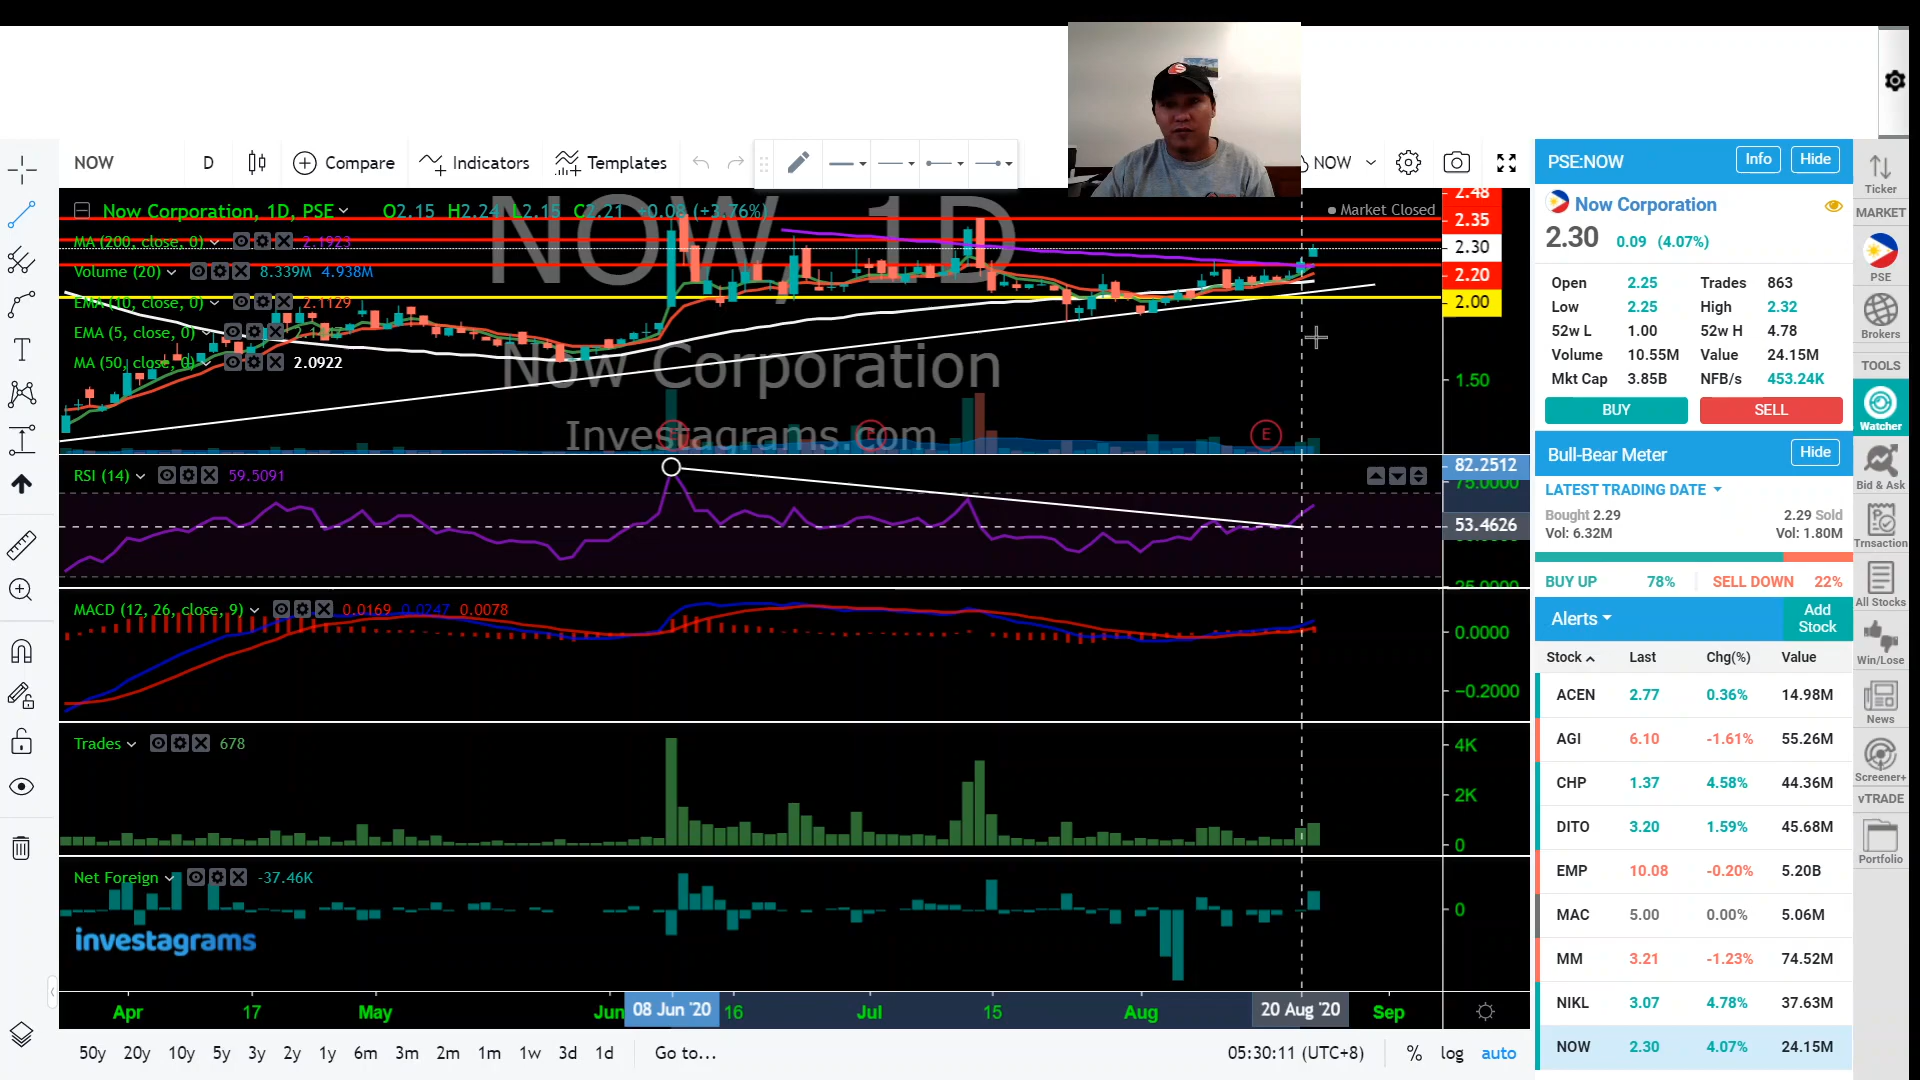 NOW D Compare Indicators Templates NOW
Now Corporation, 1D, PSE O2.15 H2.24 L2.15 C2.21 +0.08 (+3.76%) Market Closed
NOW, 1D
Now Corporation
Investagrams.com
MA (200, close, 0) 2.1923
Volume (20) 8.339M 4.938M
EMA (10, close, 0) 2.1129
EMA (5, close, 0)
MA (50, close, 0) 2.0922
E
2.48
2.35
2.30
2.20
2.00
1.50
RSI (14) 59.5091
82.2512
75.0000
53.4626
25.0000
MACD (12, 26, close, 9) 0.0169 0.0247 0.0078
0.0000
−0.2000
Trades 678
4K
2K
0
Net Foreign -37.46K
0
investagrams
Apr 17 May Jun 08 Jun '20 16 Jul 15 Aug 20 Aug '20 Sep
50y 20y 10y 5y 3y 2y 1y 6m 3m 2m 1m 1w 3d 1d Go to... 05:30:11 (UTC+8) % log auto
PSE:NOW Info Hide
Now Corporation
2.30 0.09 (4.07%)
Open 2.25 Trades 863
Low 2.25 High 2.32
52w L 1.00 52w H 4.78
Volume 10.55M Value 24.15M
Mkt Cap 3.85B NFB/s 453.24K
BUY SELL
Bull-Bear Meter Hide
LATEST TRADING DATE
Bought 2.29 2.29 Sold
Vol: 6.32M Vol: 1.80M
BUY UP 78% SELL DOWN 22%
Alerts Add Stock
Stock Last Chg(%) Value
ACEN 2.77 0.36% 14.98M
AGI 6.10 -1.61% 55.26M
CHP 1.37 4.58% 44.36M
DITO 3.20 1.59% 45.68M
EMP 10.08 -0.20% 5.20B
MAC 5.00 0.00% 5.06M
MM 3.21 -1.23% 74.52M
NIKL 3.07 4.78% 37.63M
NOW 2.30 4.07% 24.15M
Ticker
MARKET
PSE
Brokers
TOOLS
Watcher
Bid & Ask
Trnsaction
All Stocks
Win/Lose
News
Screener+
vTRADE
Portfolio